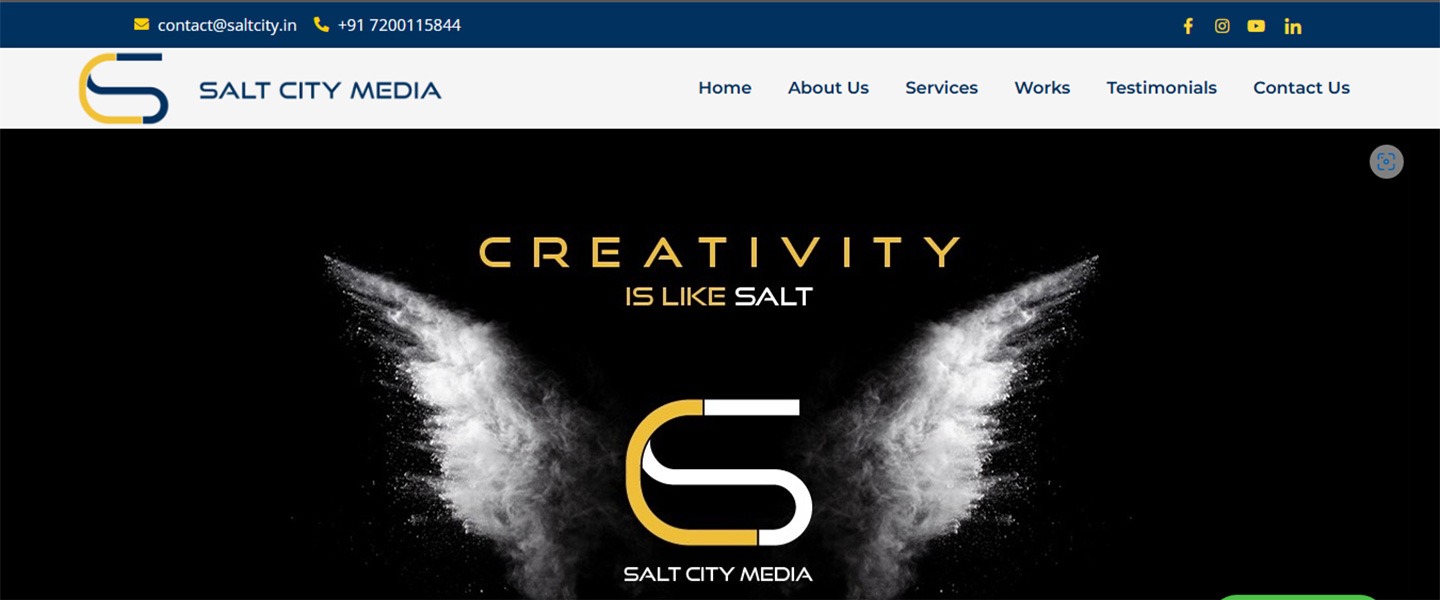 contact@saltcity.in +91 7200115844
SALT CITY MEDIA
Home About Us Services Works Testimonials Contact Us
CREATIVITY
IS LIKE SALT
SALT CITY MEDIA